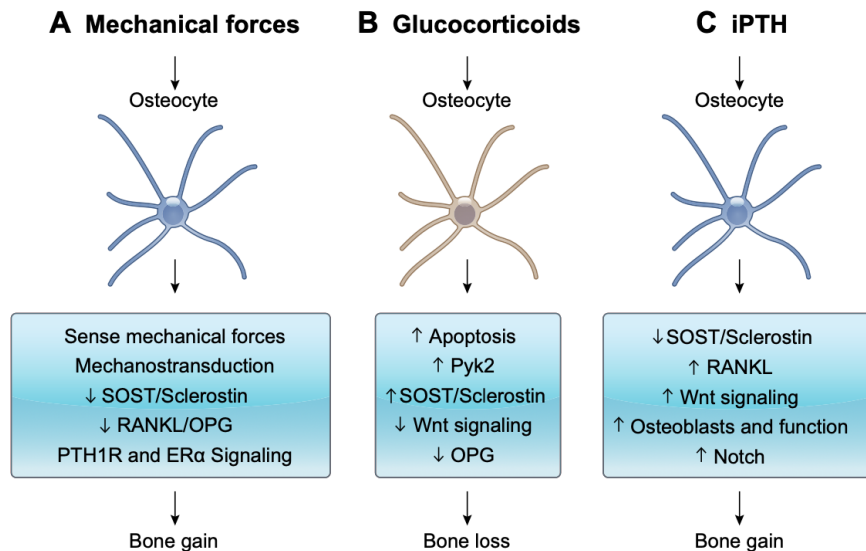 A Mechanical forces
Osteocyte
Sense mechanical forces
Mechanostransduction
↓ SOST/Sclerostin
↓ RANKL/OPG
PTH1R and ERα Signaling
Bone gain
B Glucocorticoids
Osteocyte
↑ Apoptosis
↑ Pyk2
↑ SOST/Sclerostin
↓ Wnt signaling
↓ OPG
Bone loss
C iPTH
Osteocyte
↓ SOST/Sclerostin
↑ RANKL
↑ Wnt signaling
↑ Osteoblasts and function
↑ Notch
Bone gain